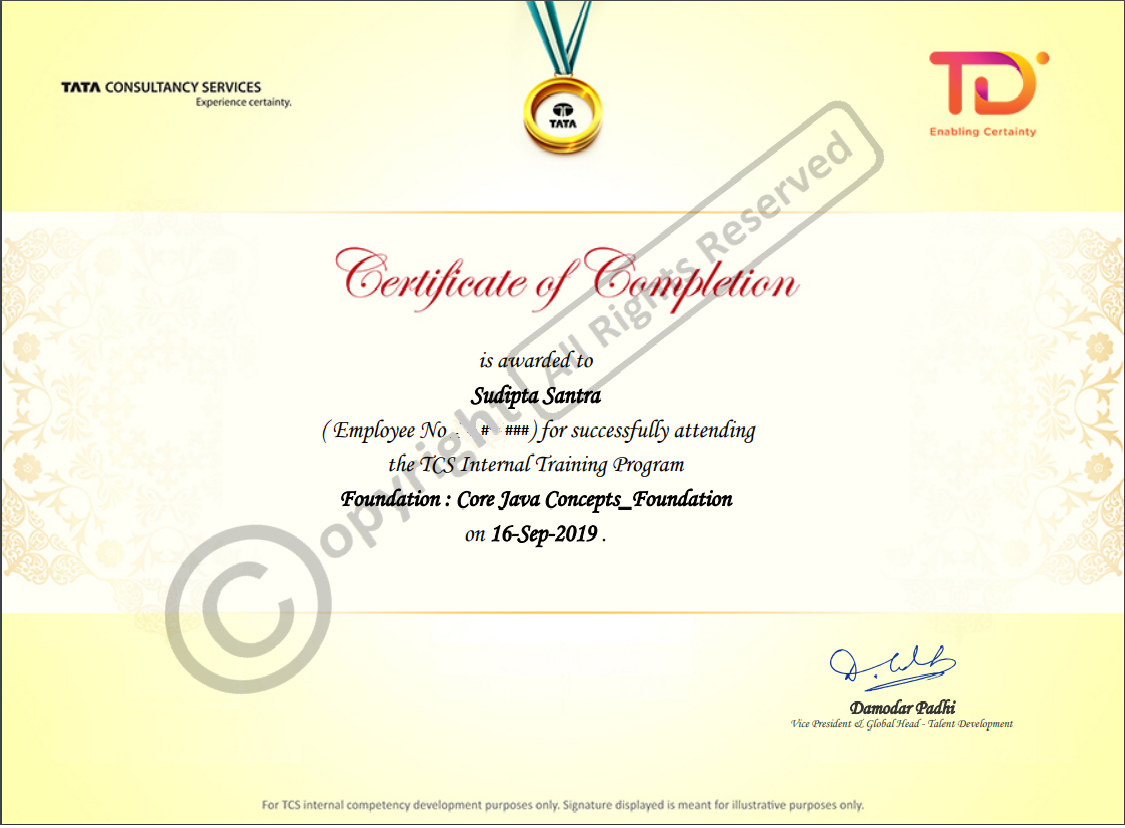 TATA CONSULTANCY SERVICES
Experience certainty.
TATA
TD
Enabling Certainty
Certificate of Completion
is awarded to
Sudipta Santra
( Employee No # ###) for successfully attending
the TCS Internal Training Program
Foundation : Core Java Concepts_Foundation
on 16-Sep-2019 .
© Copyright All Rights Reserved
Damodar Padhi
Vice President & Global Head - Talent Development
For TCS internal competency development purposes only. Signature displayed is meant for illustrative purposes only.